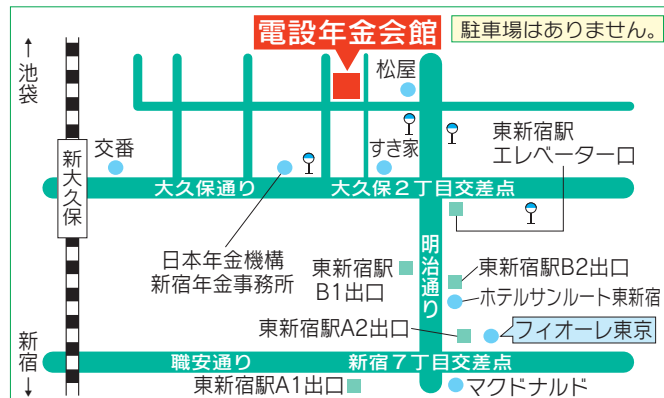 電設年金会館
駐車場はありません。
↑
池袋
松屋
新大久保
交番
すき家
東新宿駅
エレベーター口
大久保通り
大久保2丁目交差点
日本年金機構
新宿年金事務所
東新宿駅
B1出口
明治通り
東新宿駅B2出口
ホテルサンルート東新宿
東新宿駅A2出口
フィオーレ東京
新宿
↓
職安通り
新宿7丁目交差点
東新宿駅A1出口
マクドナルド